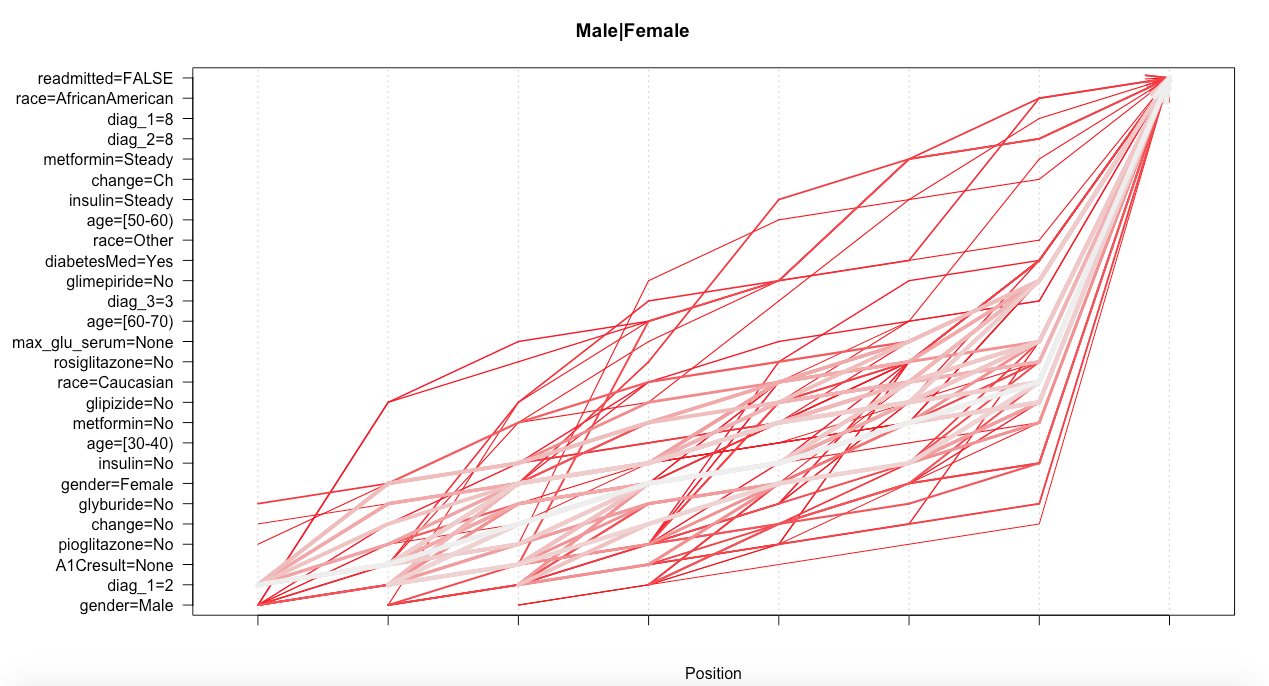 Male|Female
readmitted=FALSE
race=AfricanAmerican
diag_1=8
diag_2=8
metformin=Steady
change=Ch
insulin=Steady
age=[50-60)
race=Other
diabetesMed=Yes
glimepiride=No
diag_3=3
age=[60-70)
max_glu_serum=None
rosiglitazone=No
race=Caucasian
glipizide=No
metformin=No
age=[30-40)
insulin=No
gender=Female
glyburide=No
change=No
pioglitazone=No
A1Cresult=None
diag_1=2
gender=Male
Position